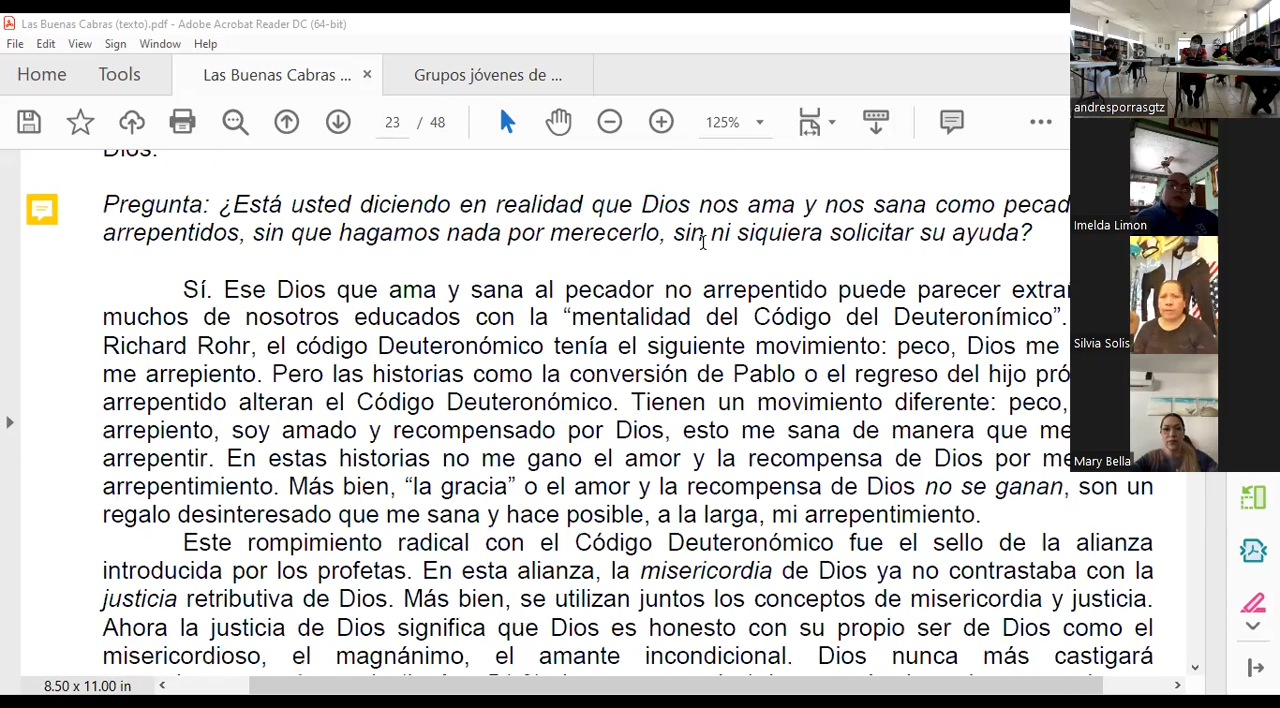 Las Buenas Cabras (texto).pdf - Adobe Acrobat Reader DC (64-bit)
File Edit View Sign Window Help
Home Tools Las Buenas Cabras ... × Grupos jóvenes de ...
23 / 48 125%
Dios.
Pregunta: ¿Está usted diciendo en realidad que Dios nos ama y nos sana como pecad
arrepentidos, sin que hagamos nada por merecerlo, sin ni siquiera solicitar su ayuda?
Sí. Ese Dios que ama y sana al pecador no arrepentido puede parecer extrar
muchos de nosotros educados con la “mentalidad del Código del Deuteronímico”.
Richard Rohr, el código Deuteronómico tenía el siguiente movimiento: peco, Dios me
me arrepiento. Pero las historias como la conversión de Pablo o el regreso del hijo pró
arrepentido alteran el Código Deuteronómico. Tienen un movimiento diferente: peco,
arrepiento, soy amado y recompensado por Dios, esto me sana de manera que me
arrepentir. En estas historias no me gano el amor y la recompensa de Dios por me
arrepentimiento. Más bien, “la gracia” o el amor y la recompensa de Dios no se ganan, son un
regalo desinteresado que me sana y hace posible, a la larga, mi arrepentimiento.
Este rompimiento radical con el Código Deuteronómico fue el sello de la alianza
introducida por los profetas. En esta alianza, la misericordia de Dios ya no contrastaba con la
justicia retributiva de Dios. Más bien, se utilizan juntos los conceptos de misericordia y justicia.
Ahora la justicia de Dios significa que Dios es honesto con su propio ser de Dios como el
misericordioso, el magnánimo, el amante incondicional. Dios nunca más castigará
8.50 x 11.00 in
andresporrasgtz
Imelda Limon
Silvia Solis
Mary Bella